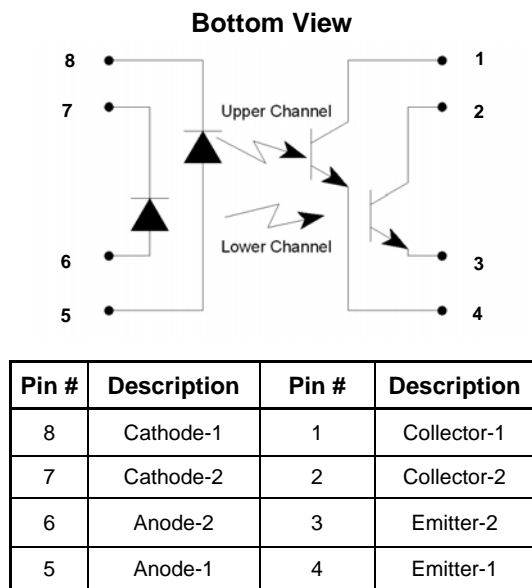 Bottom View
8 1
7 Upper Channel 2
6 Lower Channel 3
5 4
Pin # Description Pin # Description
8 Cathode-1 1 Collector-1
7 Cathode-2 2 Collector-2
6 Anode-2 3 Emitter-2
5 Anode-1 4 Emitter-1